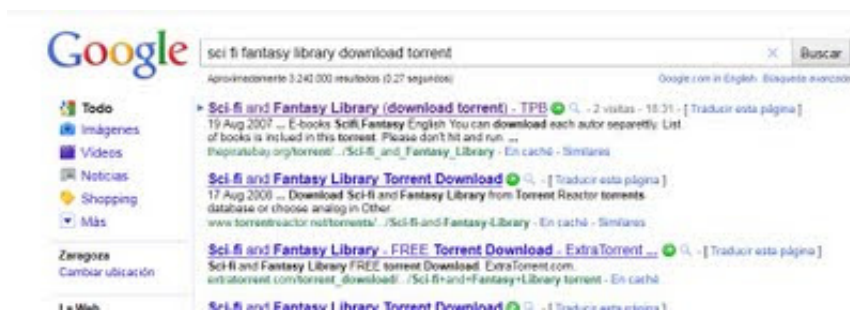 Google
sci fi fantasy library download torrent
Buscar
Aproximadamente 3.240.000 resultados (0,27 segundos)
Google.com in English Búsqueda avanzada
Todo
Imágenes
Vídeos
Noticias
Shopping
Más
Zaragoza
Cambiar ubicación
La Web
Sci-fi and Fantasy Library (download torrent) - TPB - 2 visitas - 18:31 - [ Traducir esta página ]
19 Aug 2007 ... E-books Scifi,Fantasy English You can download each autor separettly. List
of books is inclued in this torrent. Please don't hit and run. ...
thepiratebay.org/torrent/.../Sci-fi_and_Fantasy_Library - En caché - Similares
Sci-fi and Fantasy Library Torrent Download - [ Traducir esta página ]
17 Aug 2008 ... Download Sci-fi and Fantasy Library from Torrent Reactor torrents
database or choose analog in Other.
www.torrentreactor.net/torrents/.../Sci-fi-and-Fantasy-Library - En caché - Similares
Sci-fi and Fantasy Library - FREE Torrent Download - ExtraTorrent ... - [ Traducir esta página ]
Sci-fi and Fantasy Library FREE torrent Download. ExtraTorrent.com.
extratorrent.com/torrent_download/.../Sci-fi+and+Fantasy+Library.torrent - En caché
Sci-fi and Fantasy Library Torrent Download - [ Traducir esta página ]